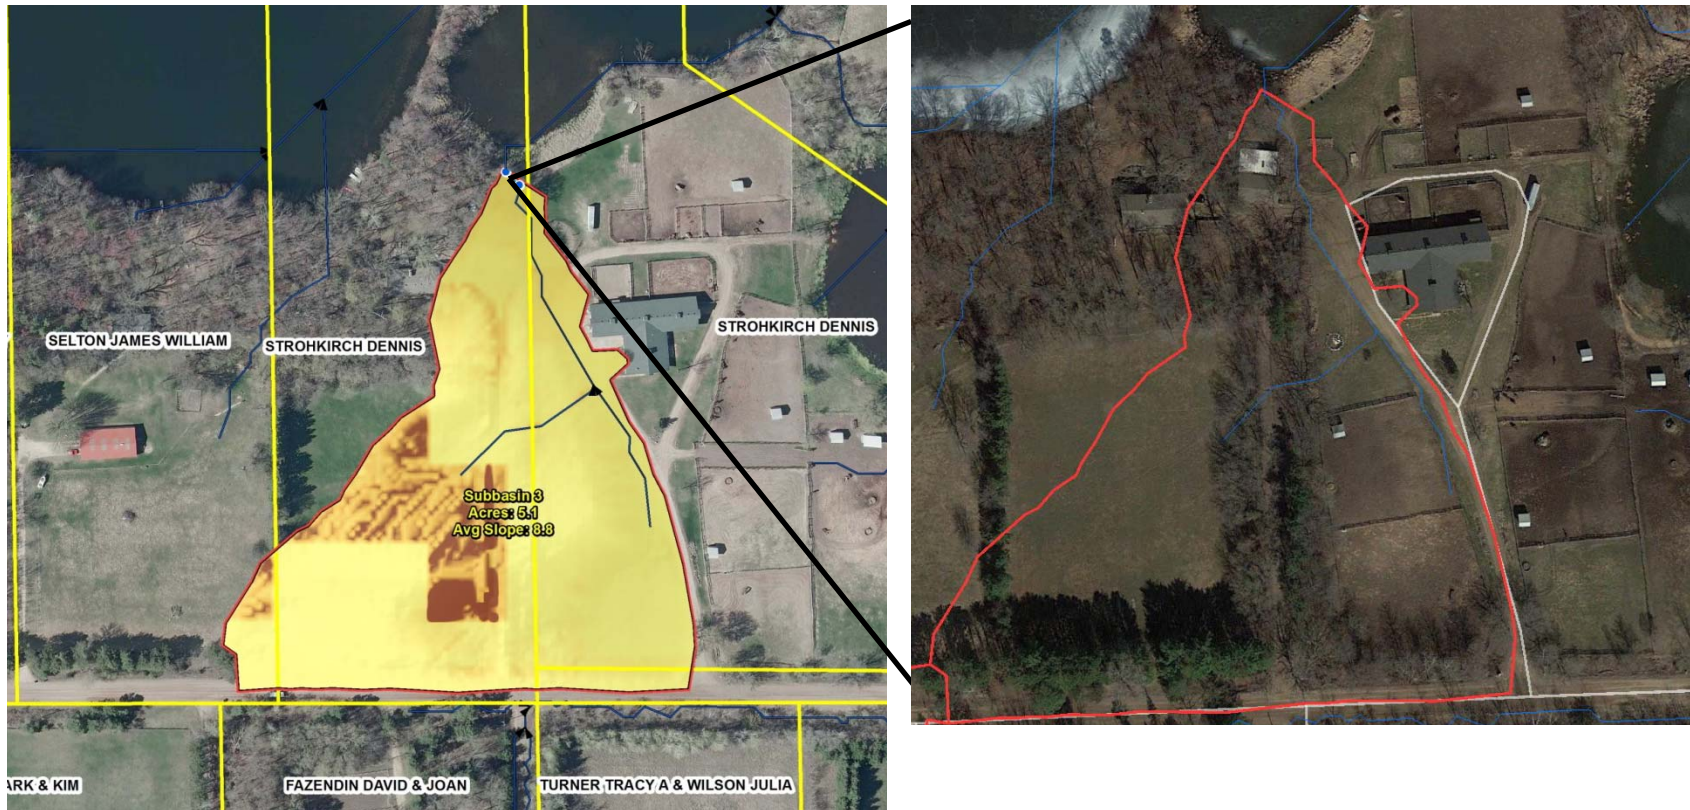 SELTON JAMES WILLIAM
STROHKIRCH DENNIS
STROHKIRCH DENNIS
Subbasin 3
Acres: 5.1
Avg Slope: 8.8
ARK & KIM
FAZENDIN DAVID & JOAN
TURNER TRACY A & WILSON JULIA